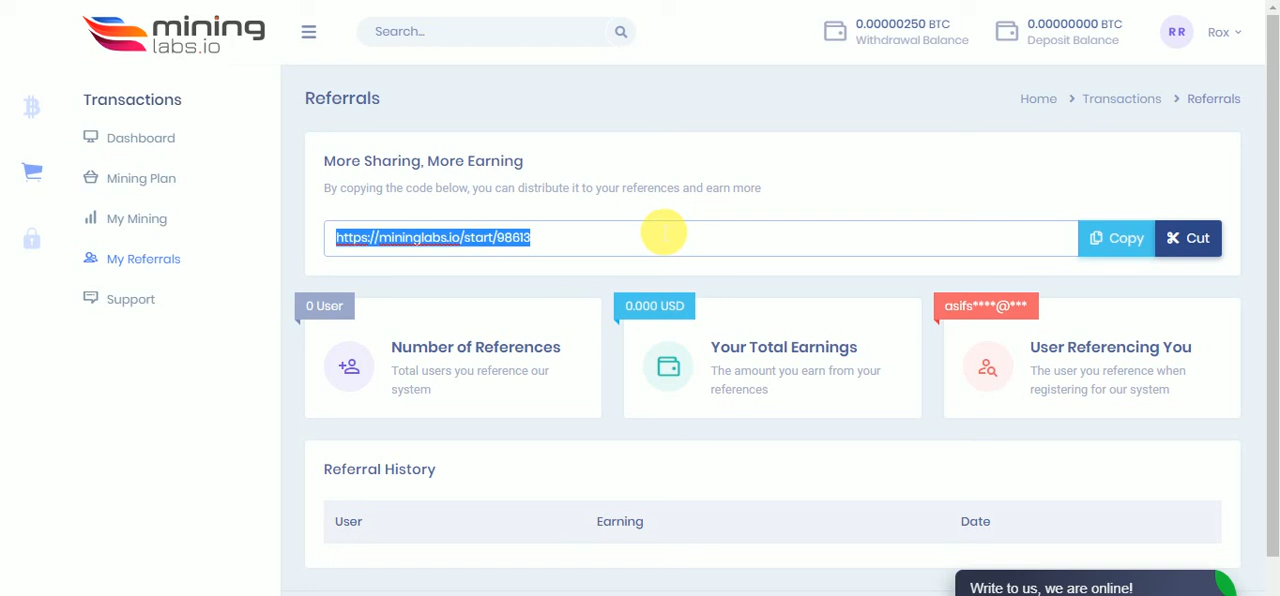 mining
labs.io
Search...
0.00000250 BTC
Withdrawal Balance
0.00000000 BTC
Deposit Balance
RR
Rox
Transactions
Dashboard
Mining Plan
My Mining
My Referrals
Support
Referrals
Home > Transactions > Referrals
More Sharing, More Earning
By copying the code below, you can distribute it to your references and earn more
https://mininglabs.io/start/98613
Copy
Cut
0 User
Number of References
Total users you reference our
system
0.000 USD
Your Total Earnings
The amount you earn from your
references
asifs****@***
User Referencing You
The user you reference when
registering for our system
Referral History
User Earning Date
Write to us, we are online!